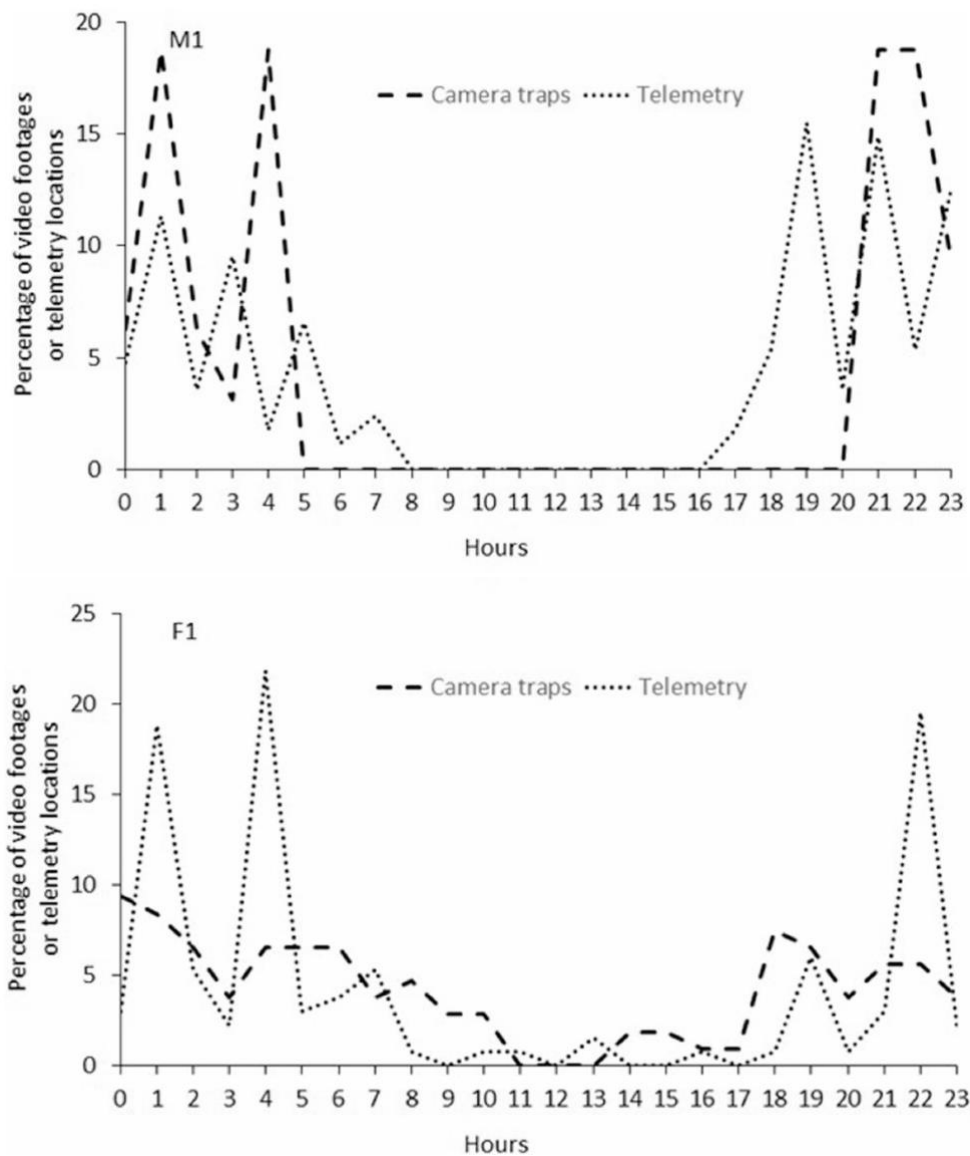 M1
Camera traps
Telemetry
Percentage of video footages
or telemetry locations
20
15
10
5
0
0 1 2 3 4 5 6 7 8 9 10 11 12 13 14 15 16 17 18 19 20 21 22 23
Hours
F1
Camera traps
Telemetry
Percentage of video footages
or telemetry locations
25
20
15
10
5
0
0 1 2 3 4 5 6 7 8 9 10 11 12 13 14 15 16 17 18 19 20 21 22 23
Hours